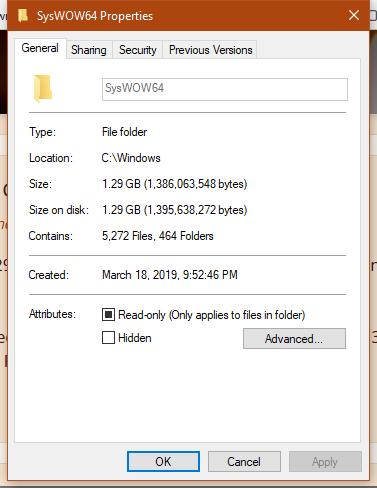 SysWOW64 Properties
General Sharing Security Previous Versions
SysWOW64
Type: File folder
Location: C:\Windows
Size: 1.29 GB (1,386,063,548 bytes)
Size on disk: 1.29 GB (1,395,638,272 bytes)
Contains: 5,272 Files, 464 Folders
Created: March 18, 2019, 9:52:46 PM
Attributes: Read-only (Only applies to files in folder)
Hidden Advanced...
OK Cancel Apply